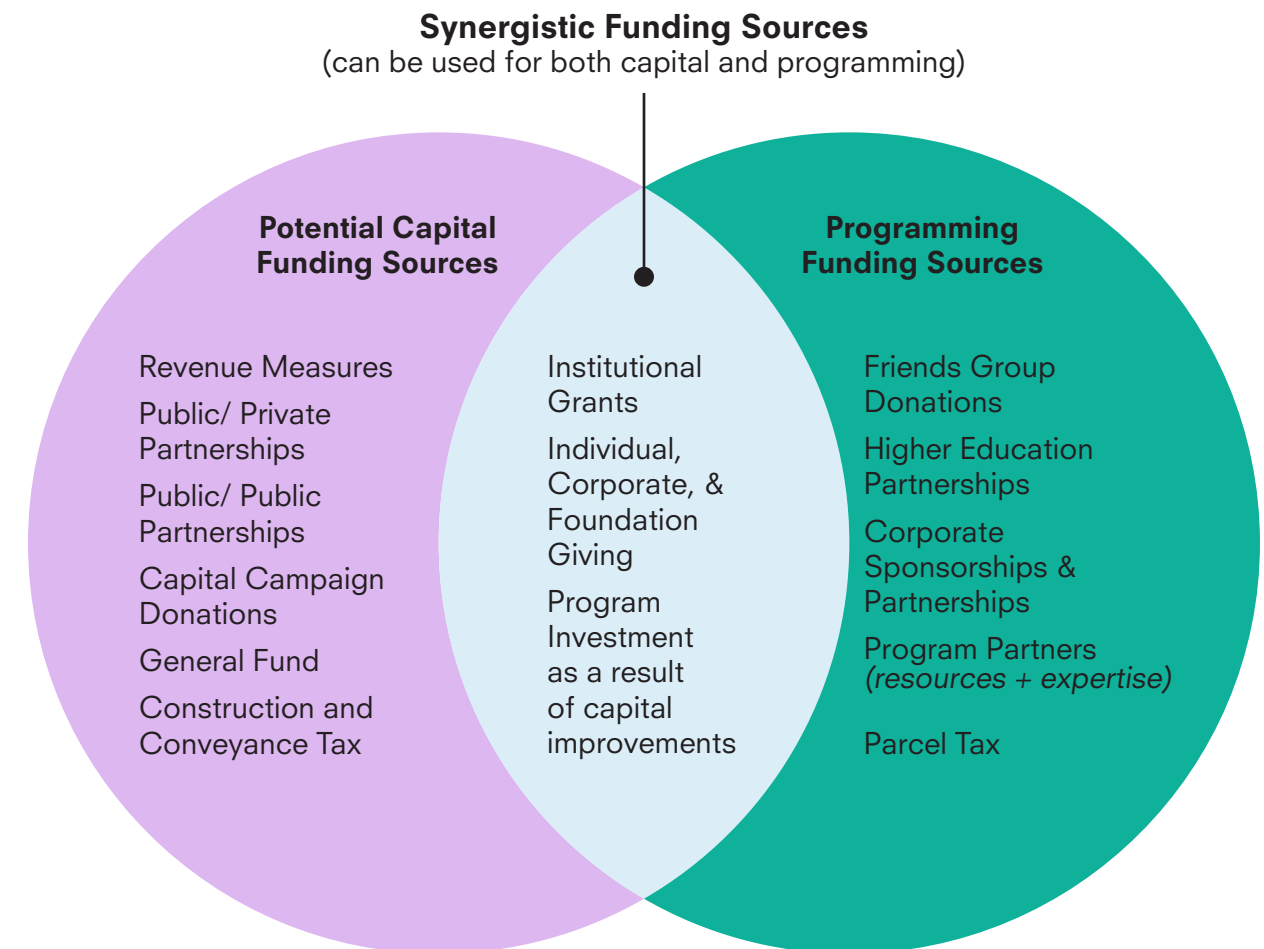 Synergistic Funding Sources
(can be used for both capital and programming)
Potential Capital
Funding Sources
Revenue Measures
Public/ Private
Partnerships
Public/ Public
Partnerships
Capital Campaign
Donations
General Fund
Construction and
Conveyance Tax
Institutional
Grants
Individual,
Corporate, &
Foundation
Giving
Program
Investment
as a result
of capital
improvements
Programming
Funding Sources
Friends Group
Donations
Higher Education
Partnerships
Corporate
Sponsorships &
Partnerships
Program Partners
(resources + expertise)
Parcel Tax